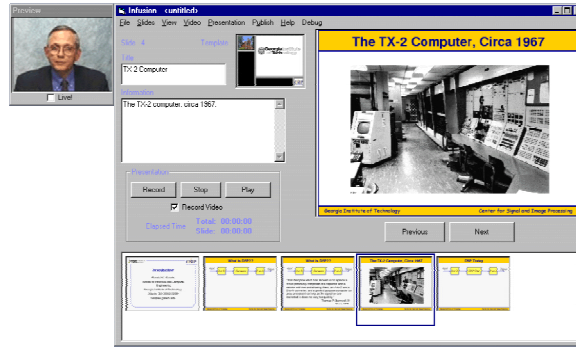 Preview
Live!
Infusion <untitled>
File Slides View Video Presentation Publish Help Debug
Slide 4
Template
Title
TX 2 Computer
Information
The TX-2 computer, circa 1967.
Presentation
Record Stop Play
Record Video
Elapsed Time
Total: 00:00:00
Slide: 00:00:00
The TX-2 Computer, Circa 1967
Georgia Institute of Technology
Center for Signal and Image Processing
Previous Next
Introduction
What is DSP?
What is DSP?
The TX-2 Computer, Circa 1967
DSP Today